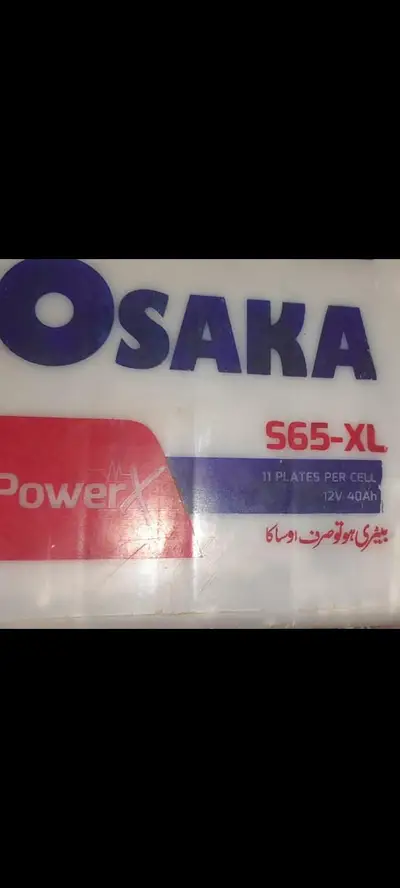 OSAKA
S65-XL
PowerX
11 PLATES PER CELL
12V 40Ah
بیٹری ہو تو صرف اوساکا